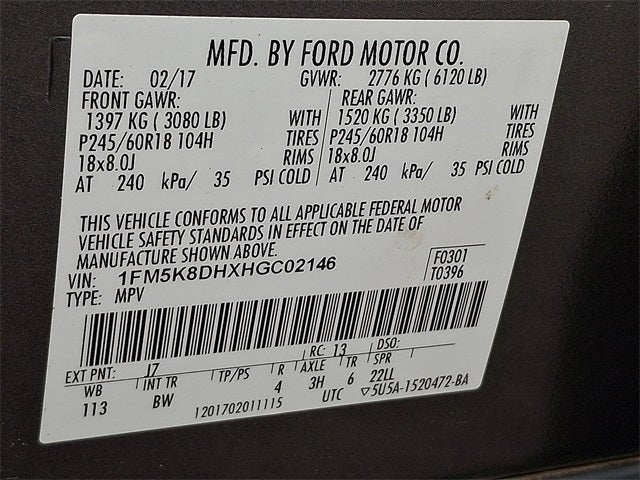 MFD. BY FORD MOTOR CO.
DATE: 02/17 GVWR: 2776 KG ( 6120 LB)
FRONT GAWR: REAR GAWR:
1397 KG ( 3080 LB) WITH 1520 KG ( 3350 LB) WITH
P245/60R18 104H TIRES P245/60R18 104H TIRES
18x8.0J RIMS 18x8.0J RIMS
AT 240 kPa/ 35 PSI COLD AT 240 kPa/ 35 PSI COLD
THIS VEHICLE CONFORMS TO ALL APPLICABLE FEDERAL MOTOR
VEHICLE SAFETY STANDARDS IN EFFECT ON THE DATE OF
MANUFACTURE SHOWN ABOVE.
VIN: 1FM5K8DHXHGC02146 F0301
TYPE: MPV T0396
EXT PNT: J7 RC: 13 DSO:
WB INT TR TP/PS R AXLE TR SPR
113 BW 4 3H 6 22LL
1201702011115 UTC ▽5U5A-1520472-BA